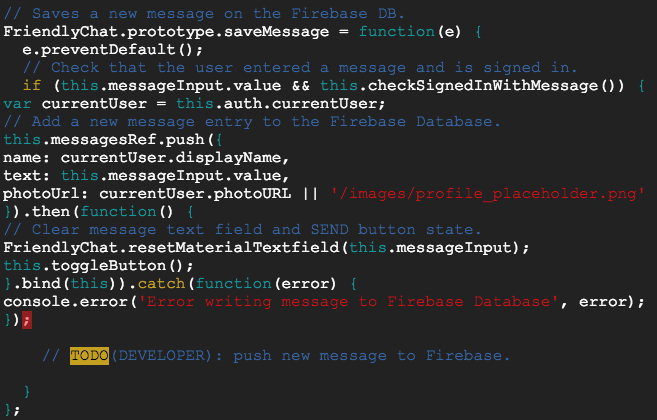 // Saves a new message on the Firebase DB.
FriendlyChat.prototype.saveMessage = function(e) {
  e.preventDefault();
  // Check that the user entered a message and is signed in.
  if (this.messageInput.value && this.checkSignedInWithMessage()) {
var currentUser = this.auth.currentUser;
// Add a new message entry to the Firebase Database.
this.messagesRef.push({
name: currentUser.displayName,
text: this.messageInput.value,
photoUrl: currentUser.photoURL || '/images/profile_placeholder.png'
}).then(function() {
// Clear message text field and SEND button state.
FriendlyChat.resetMaterialTextfield(this.messageInput);
this.toggleButton();
}.bind(this)).catch(function(error) {
console.error('Error writing message to Firebase Database', error);
});
    // TODO(DEVELOPER): push new message to Firebase.
  }
};